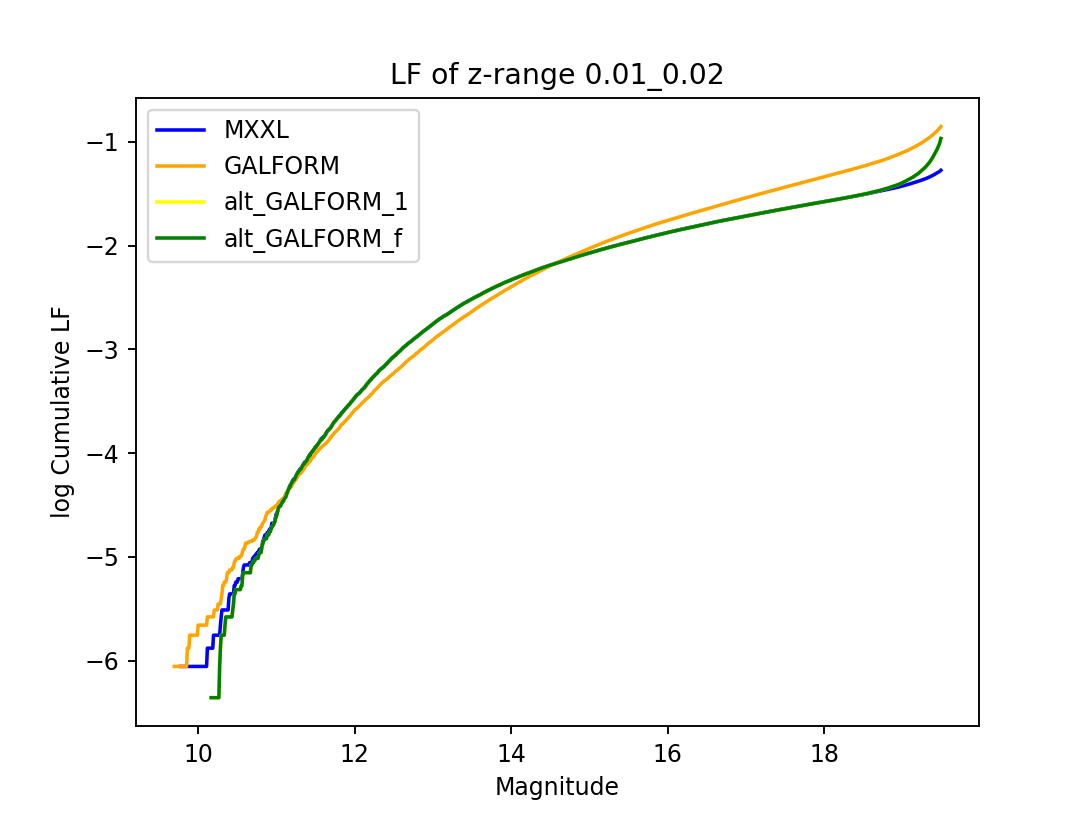 LF of z-range 0.01_0.02
MXXL
GALFORM
alt_GALFORM_1
alt_GALFORM_f
−1
−2
−3
−4
−5
−6
log Cumulative LF
10 12 14 16 18
Magnitude